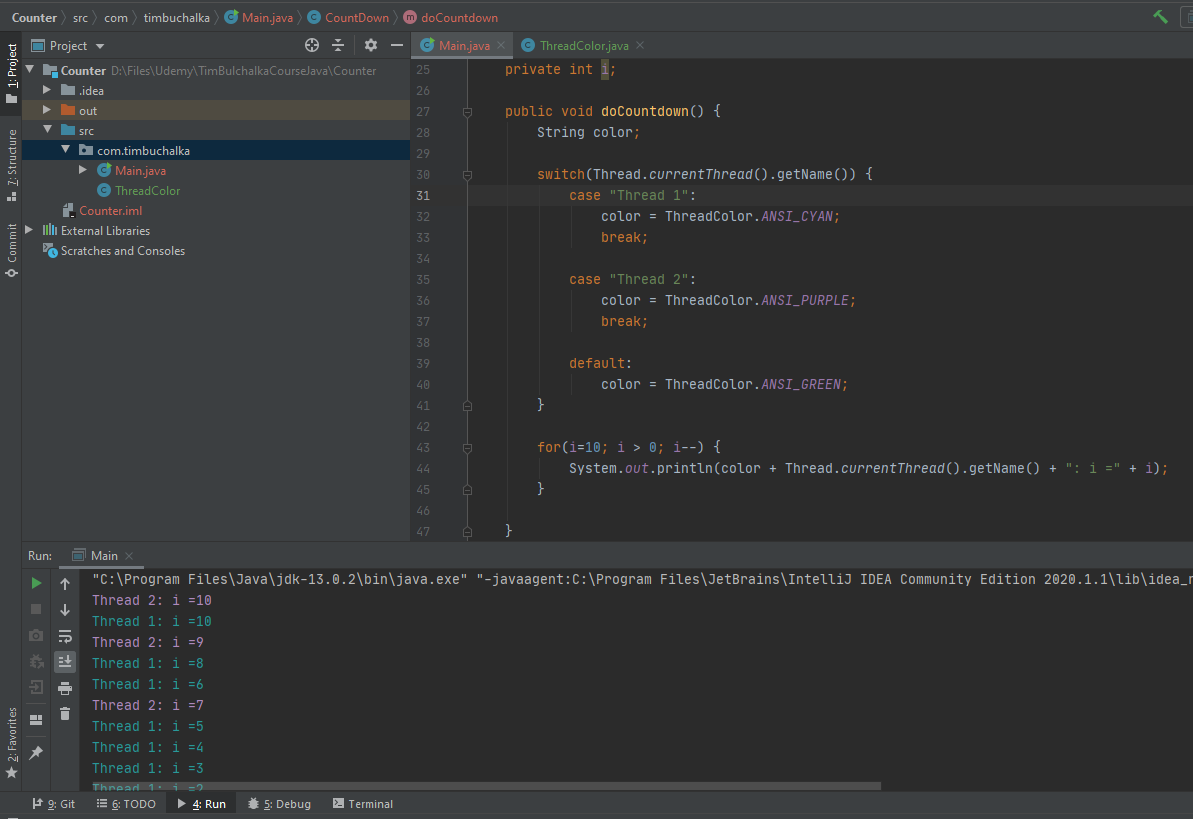 Counter src com timbuchalka Main.java CountDown doCountdown
1: Project
7: Structure
Commit
2: Favorites
Project
Counter D:\Files\Udemy\TimBulchalkaCourseJava\Counter
.idea
out
src
com.timbuchalka
Main.java
ThreadColor
Counter.iml
External Libraries
Scratches and Consoles
Main.java ThreadColor.java
25 private int i;
26
27 public void doCountdown() {
28 String color;
29
30 switch(Thread.currentThread().getName()) {
31 case "Thread 1":
32 color = ThreadColor.ANSI_CYAN;
33 break;
34
35 case "Thread 2":
36 color = ThreadColor.ANSI_PURPLE;
37 break;
38
39 default:
40 color = ThreadColor.ANSI_GREEN;
41 }
42
43 for(i=10; i > 0; i--) {
44 System.out.println(color + Thread.currentThread().getName() + ": i =" + i);
45 }
46
47 }
Run: Main
"C:\Program Files\Java\jdk-13.0.2\bin\java.exe" "-javaagent:C:\Program Files\JetBrains\IntelliJ IDEA Community Edition 2020.1.1\lib\idea_r
Thread 2: i =10
Thread 1: i =10
Thread 2: i =9
Thread 1: i =8
Thread 1: i =6
Thread 2: i =7
Thread 1: i =5
Thread 1: i =4
Thread 1: i =3
Thread 1: i =2
9: Git 6: TODO 4: Run 5: Debug Terminal